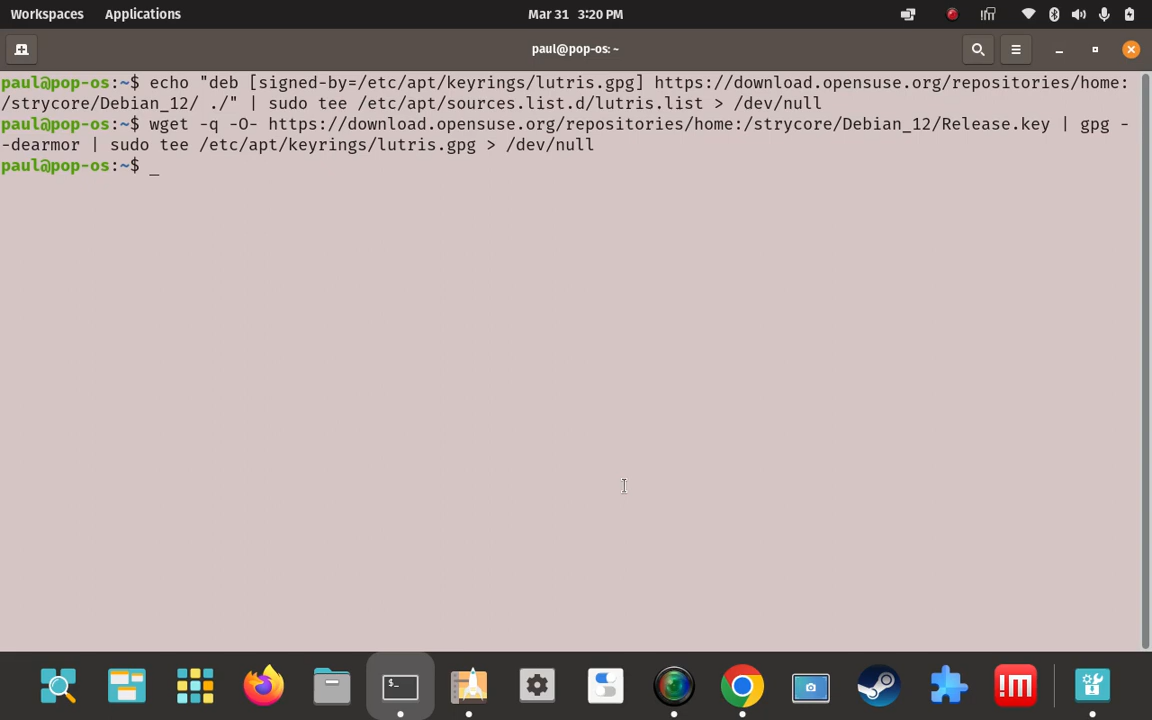 Workspaces Applications Mar 31 3:20 PM
paul@pop-os: ~
paul@pop-os:~$ echo "deb [signed-by=/etc/apt/keyrings/lutris.gpg] https://download.opensuse.org/repositories/home:
/strycore/Debian_12/ ./" | sudo tee /etc/apt/sources.list.d/lutris.list > /dev/null
paul@pop-os:~$ wget -q -O- https://download.opensuse.org/repositories/home:/strycore/Debian_12/Release.key | gpg -
-dearmor | sudo tee /etc/apt/keyrings/lutris.gpg > /dev/null
paul@pop-os:~$ _